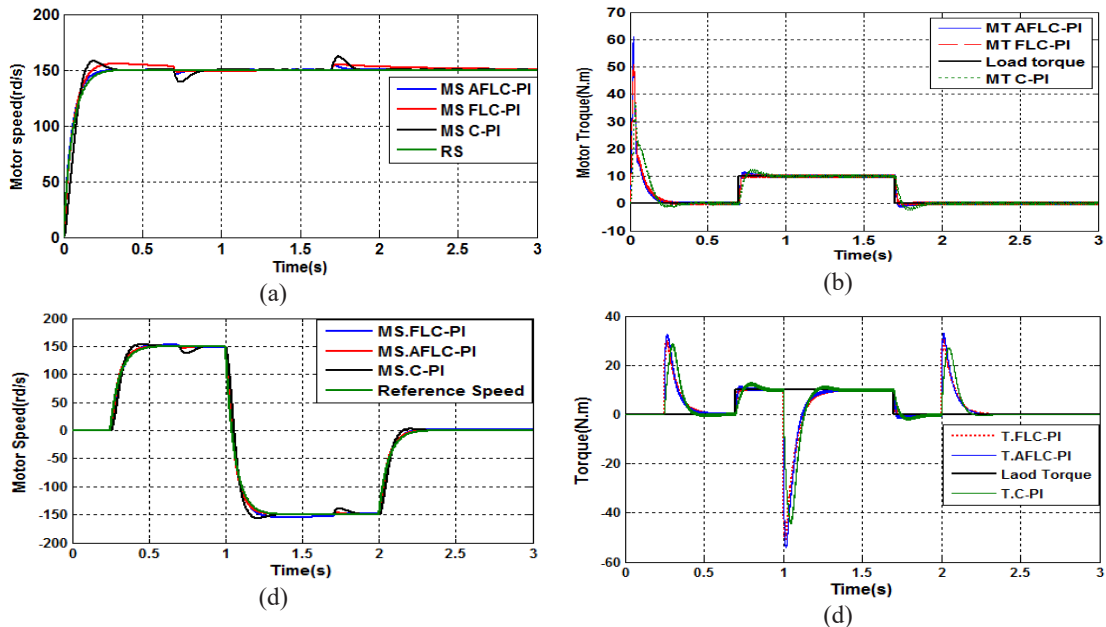 200
150
100
50
0
Motor speed(rd/s)
MS AFLC-PI
MS FLC-PI
MS C-PI
RS
0 0.5 1 1.5 2 2.5 3
Time(s)
(a)
70
60
50
40
30
20
10
0
-10
Motor Troque(N.m)
MT AFLC-PI
MT FLC-PI
Load torque
MT C-PI
0 0.5 1 1.5 2 2.5 3
Time(s)
(b)
200
150
100
50
0
-50
-100
-150
-200
Motor Speed(rd/s)
MS.FLC-PI
MS.AFLC-PI
MS.C-PI
Reference Speed
0 0.5 1 1.5 2 2.5 3
Time(s)
(d)
40
20
0
-20
-40
-60
Torque(N.m)
T.FLC-PI
T.AFLC-PI
Laod Torque
T.C-PI
0 0.5 1 1.5 2 2.5 3
Time(s)
(d)